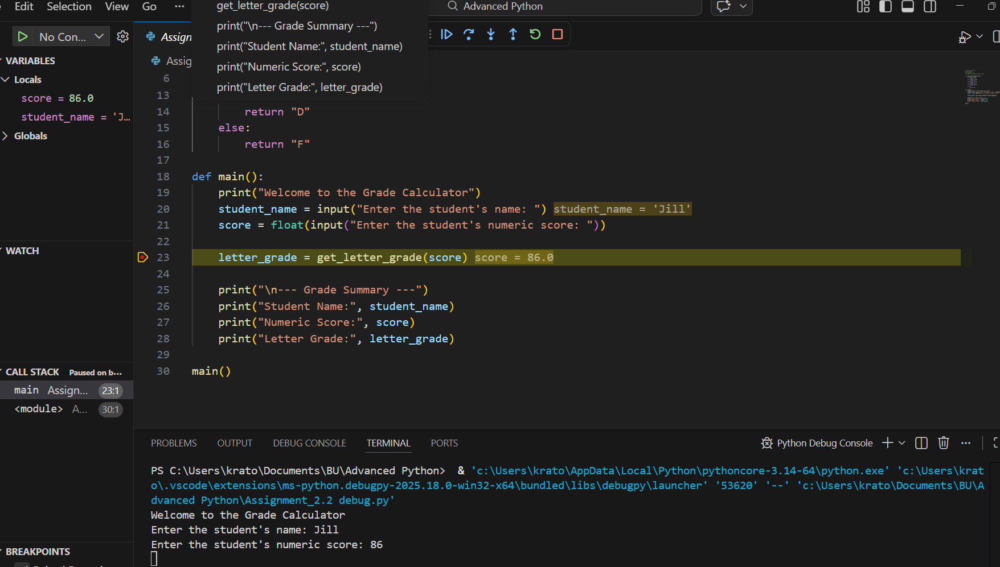 Edit Selection View Go ···
Advanced Python
get_letter_grade(score)
print("\n--- Grade Summary ---")
print("Student Name:", student_name)
print("Numeric Score:", score)
print("Letter Grade:", letter_grade)
No Con...
Assign
Assig
VARIABLES
Locals
score = 86.0
student_name = 'J...
Globals
WATCH
CALL STACK Paused on b...
main Assign... 23:1
<module> A... 30:1
BREAKPOINTS
6
13
14 return "D"
15 else:
16 return "F"
17
18 def main():
19 print("Welcome to the Grade Calculator")
20 student_name = input("Enter the student's name: ") student_name = 'Jill'
21 score = float(input("Enter the student's numeric score: "))
22
23 letter_grade = get_letter_grade(score) score = 86.0
24
25 print("\n--- Grade Summary ---")
26 print("Student Name:", student_name)
27 print("Numeric Score:", score)
28 print("Letter Grade:", letter_grade)
29
30 main()
PROBLEMS OUTPUT DEBUG CONSOLE TERMINAL PORTS
Python Debug Console
PS C:\Users\krato\Documents\BU\Advanced Python> & 'c:\Users\krato\AppData\Local\Python\pythoncore-3.14-64\python.exe' 'c:\Users\krat
o\.vscode\extensions\ms-python.debugpy-2025.18.0-win32-x64\bundled\libs\debugpy\launcher' '53620' '--' 'c:\Users\krato\Documents\BU\A
dvanced Python\Assignment_2.2 debug.py'
Welcome to the Grade Calculator
Enter the student's name: Jill
Enter the student's numeric score: 86